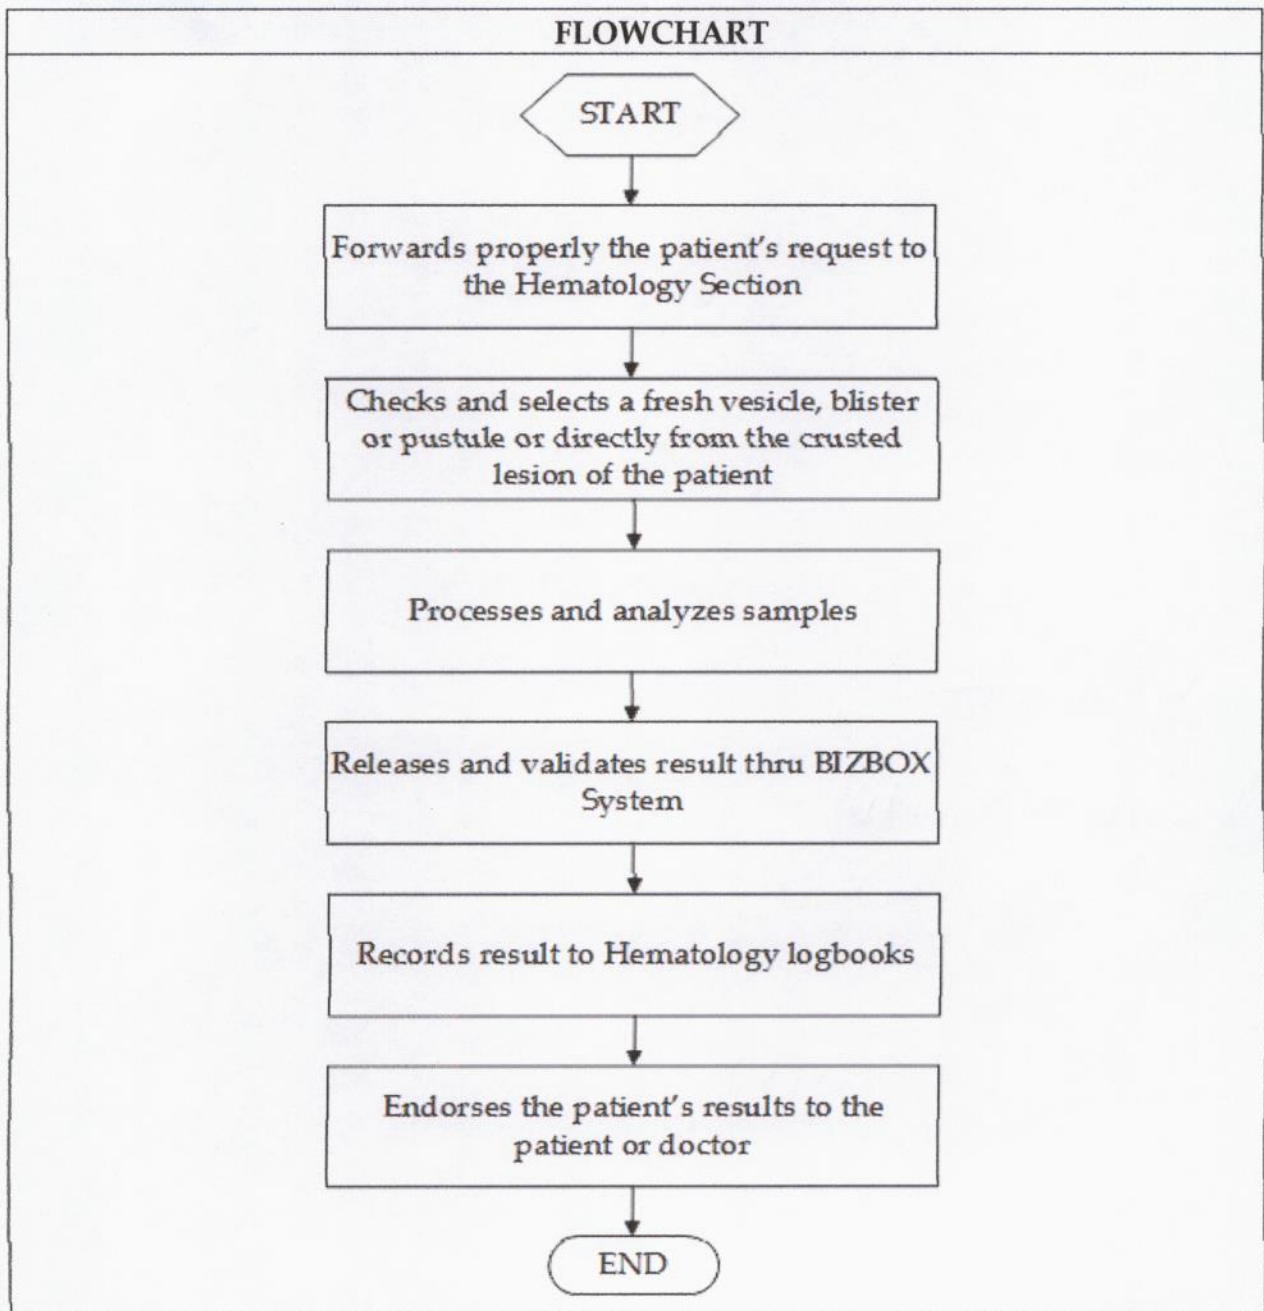 FLOWCHART
START
Forwards properly the patient's request to
the Hematology Section
Checks and selects a fresh vesicle, blister
or pustule or directly from the crusted
lesion of the patient
Processes and analyzes samples
Releases and validates result thru BIZBOX
System
Records result to Hematology logbooks
Endorses the patient's results to the
patient or doctor
END